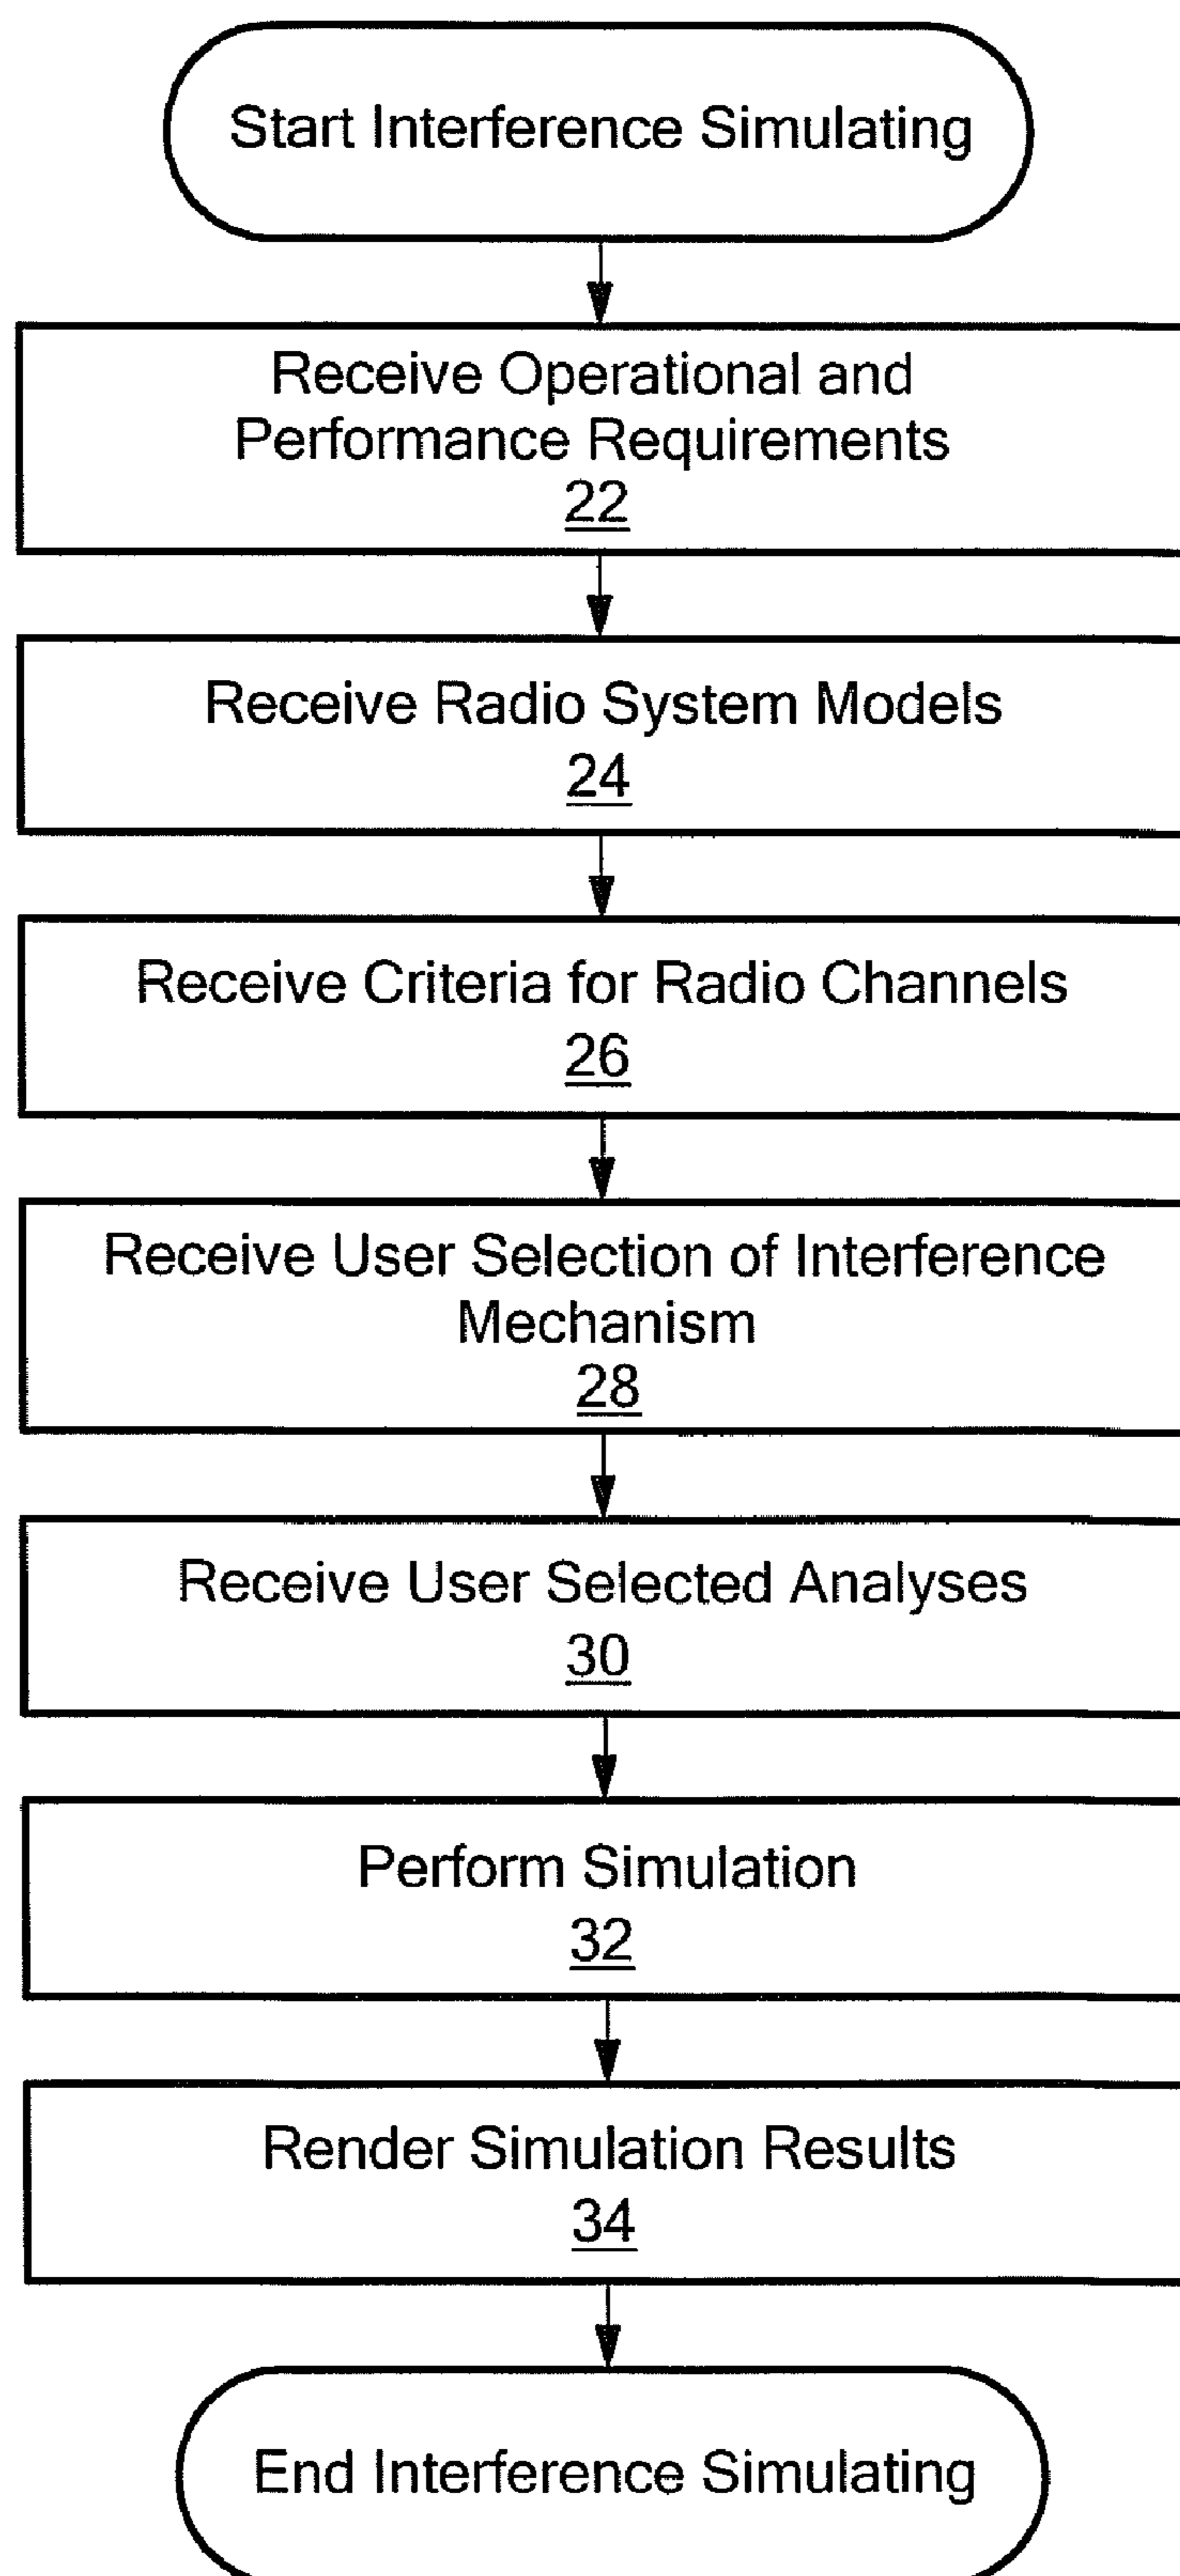 Start Interference Simulating
Receive Operational and
Performance Requirements
22
Receive Radio System Models
24
Receive Criteria for Radio Channels
26
Receive User Selection of Interference
Mechanism
28
Receive User Selected Analyses
30
Perform Simulation
32
Render Simulation Results
34
End Interference Simulating